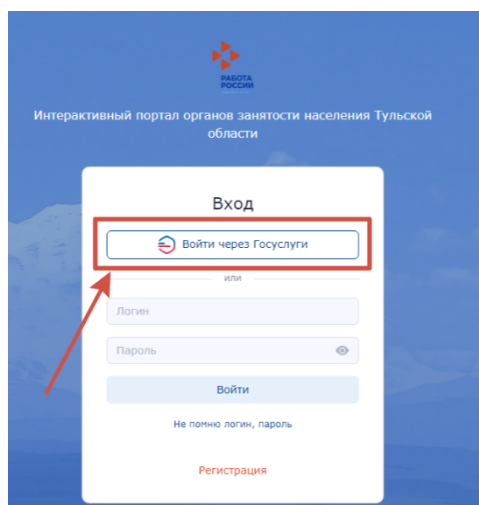 РАБОТА
РОССИИ
Интерактивный портал органов занятости населения Тульской
области
Вход
Войти через Госуслуги
или
Логин
Пароль
Войти
Не помню логин, пароль
Регистрация